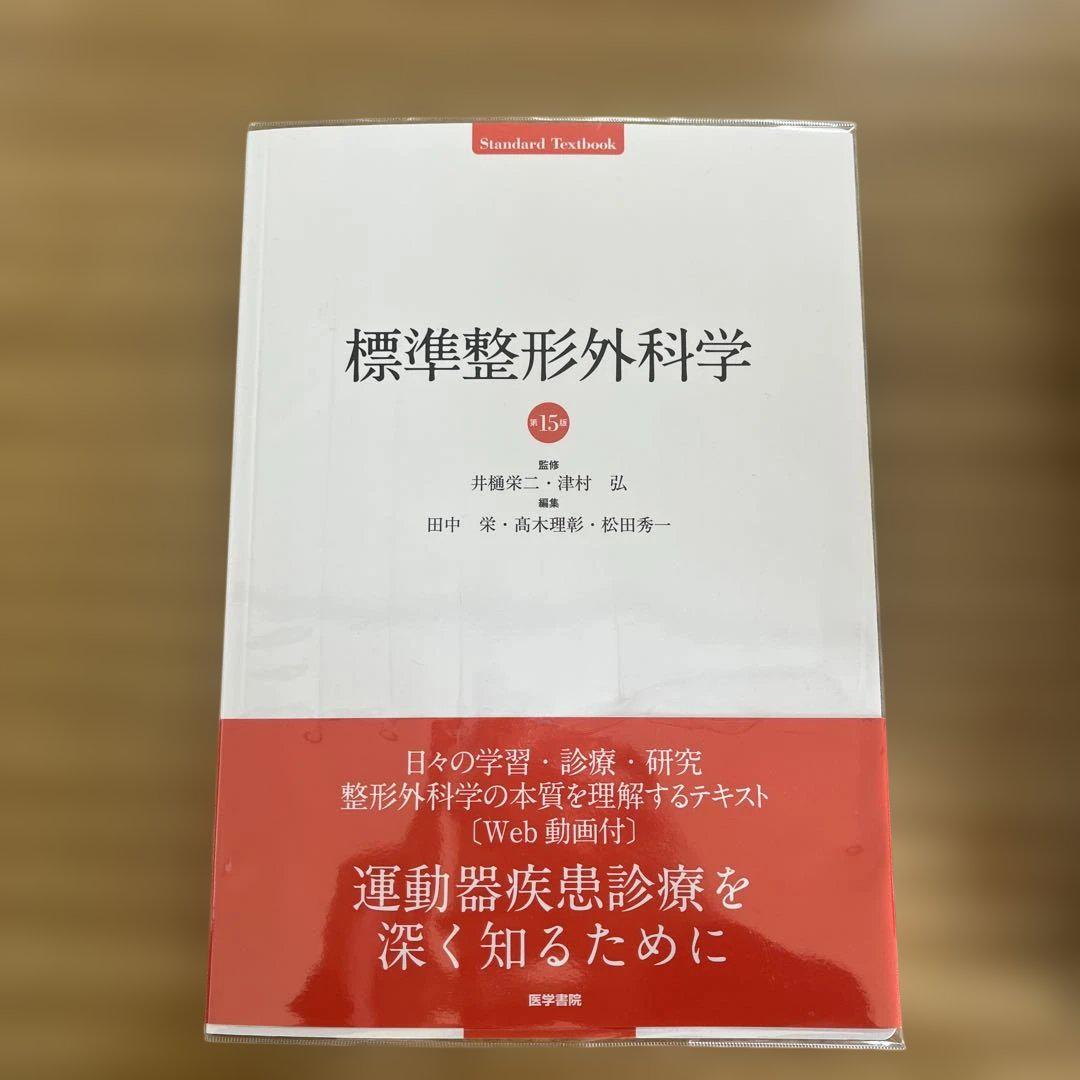 Standard Textbook
標準整形外科学
第15版
監修
井樋栄二・津村　弘
編集
田中　栄・髙木理彰・松田秀一
日々の学習・診療・研究
整形外科学の本質を理解するテキスト
〔Web動画付〕
運動器疾患診療を
深く知るために
医学書院